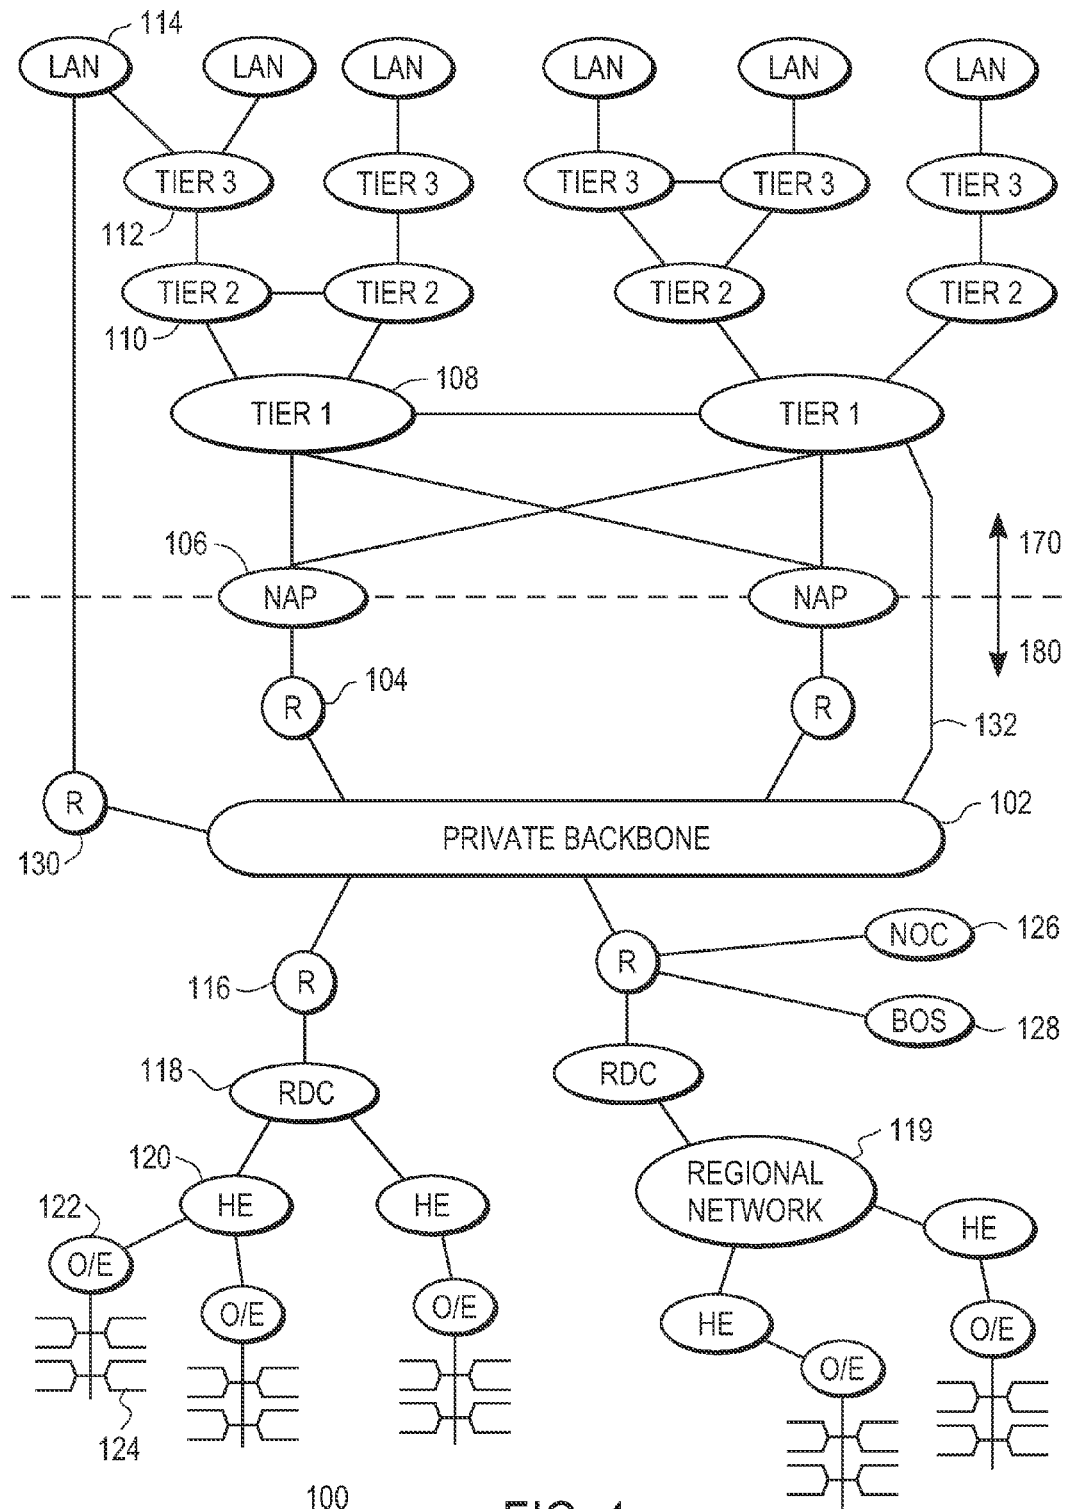 114
LAN LAN LAN LAN LAN LAN
TIER 3 TIER 3 TIER 3 TIER 3 TIER 3
112
TIER 2 TIER 2 TIER 2 TIER 2
110
108
TIER 1 TIER 1
106
170
NAP NAP
180
104
R R
132
R
102
PRIVATE BACKBONE
130
NOC 126
R
R
116
BOS 128
118
RDC
RDC
119
120
REGIONAL
NETWORK
HE HE
122
HE
O/E
O/E O/E
HE
O/E
O/E
124
100